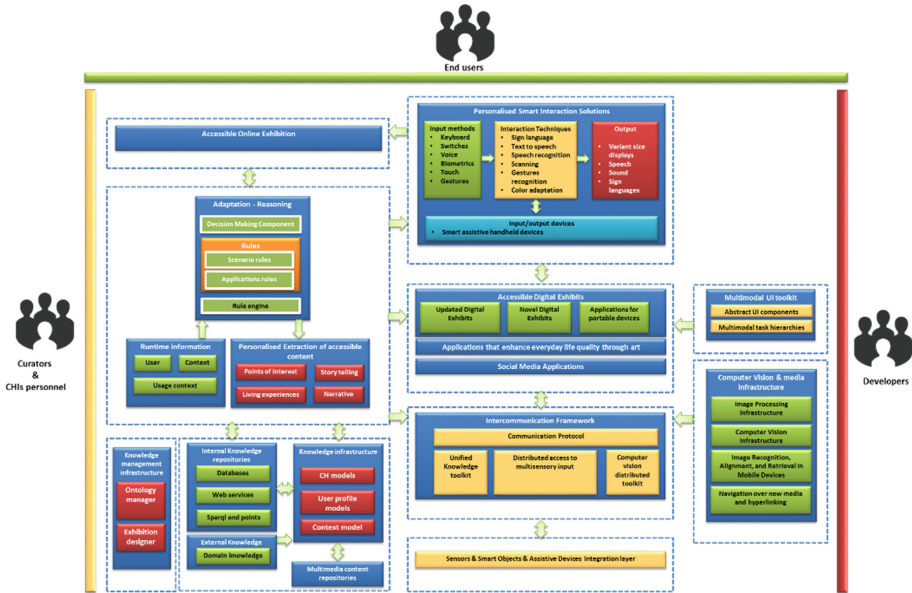 End users
Accessible Online Exhibition
Personalised Smart Interaction Solutions
Input methods
• Keyboard
• Switches
• Voice
• Biometrics
• Touch
• Gestures
Interaction Techniques
• Sign language
• Text to speech
• Speech recognition
• Scanning
• Gestures
recognition
• Color adaptation
Output
• Variant size
displays
• Speech
• Sound
• Sign
languages
Input/output devices
• Smart assistive handheld devices
Adaptation - Reasoning
Decision Making Component
Rules
Scenario rules
Applications rules
Rule engine
Runtime information
User
Context
Usage context
Personalised Extraction of accessible
content
Points of interest
Story telling
Living experiences
Narrative
Accessible Digital Exhibits
Updated Digital
Exhibits
Novel Digital
Exhibits
Applications for
portable devices
Applications that enhance everyday life quality through art
Social Media Applications
Multimodal UI toolkit
Abstract UI components
Multimodal task hierarchies
Curators
&
CHIs personnel
Developers
Computer Vision & media
Infrastructure
Image Processing
Infrastructure
Computer Vision
Infrastructure
Image Recognition,
Alignment, and Retrieval in
Mobile Devices
Navigation over new media
and hyperlinking
Intercommunication Framework
Communication Protocol
Unified
Knowledge
toolkit
Distributed access to
multisensory input
Computer
vision
distributed
toolkit
Knowledge
management
infrastructure
Ontology
manager
Exhibition
designer
Internal Knowledge
repositories
Databases
Web services
Sparql end points
External Knowledge
Domain knowledge
Knowledge infrastructure
CH models
User profile
models
Context model
Multimedia content
repositories
Sensors & Smart Objects & Assistive Devices Integration layer